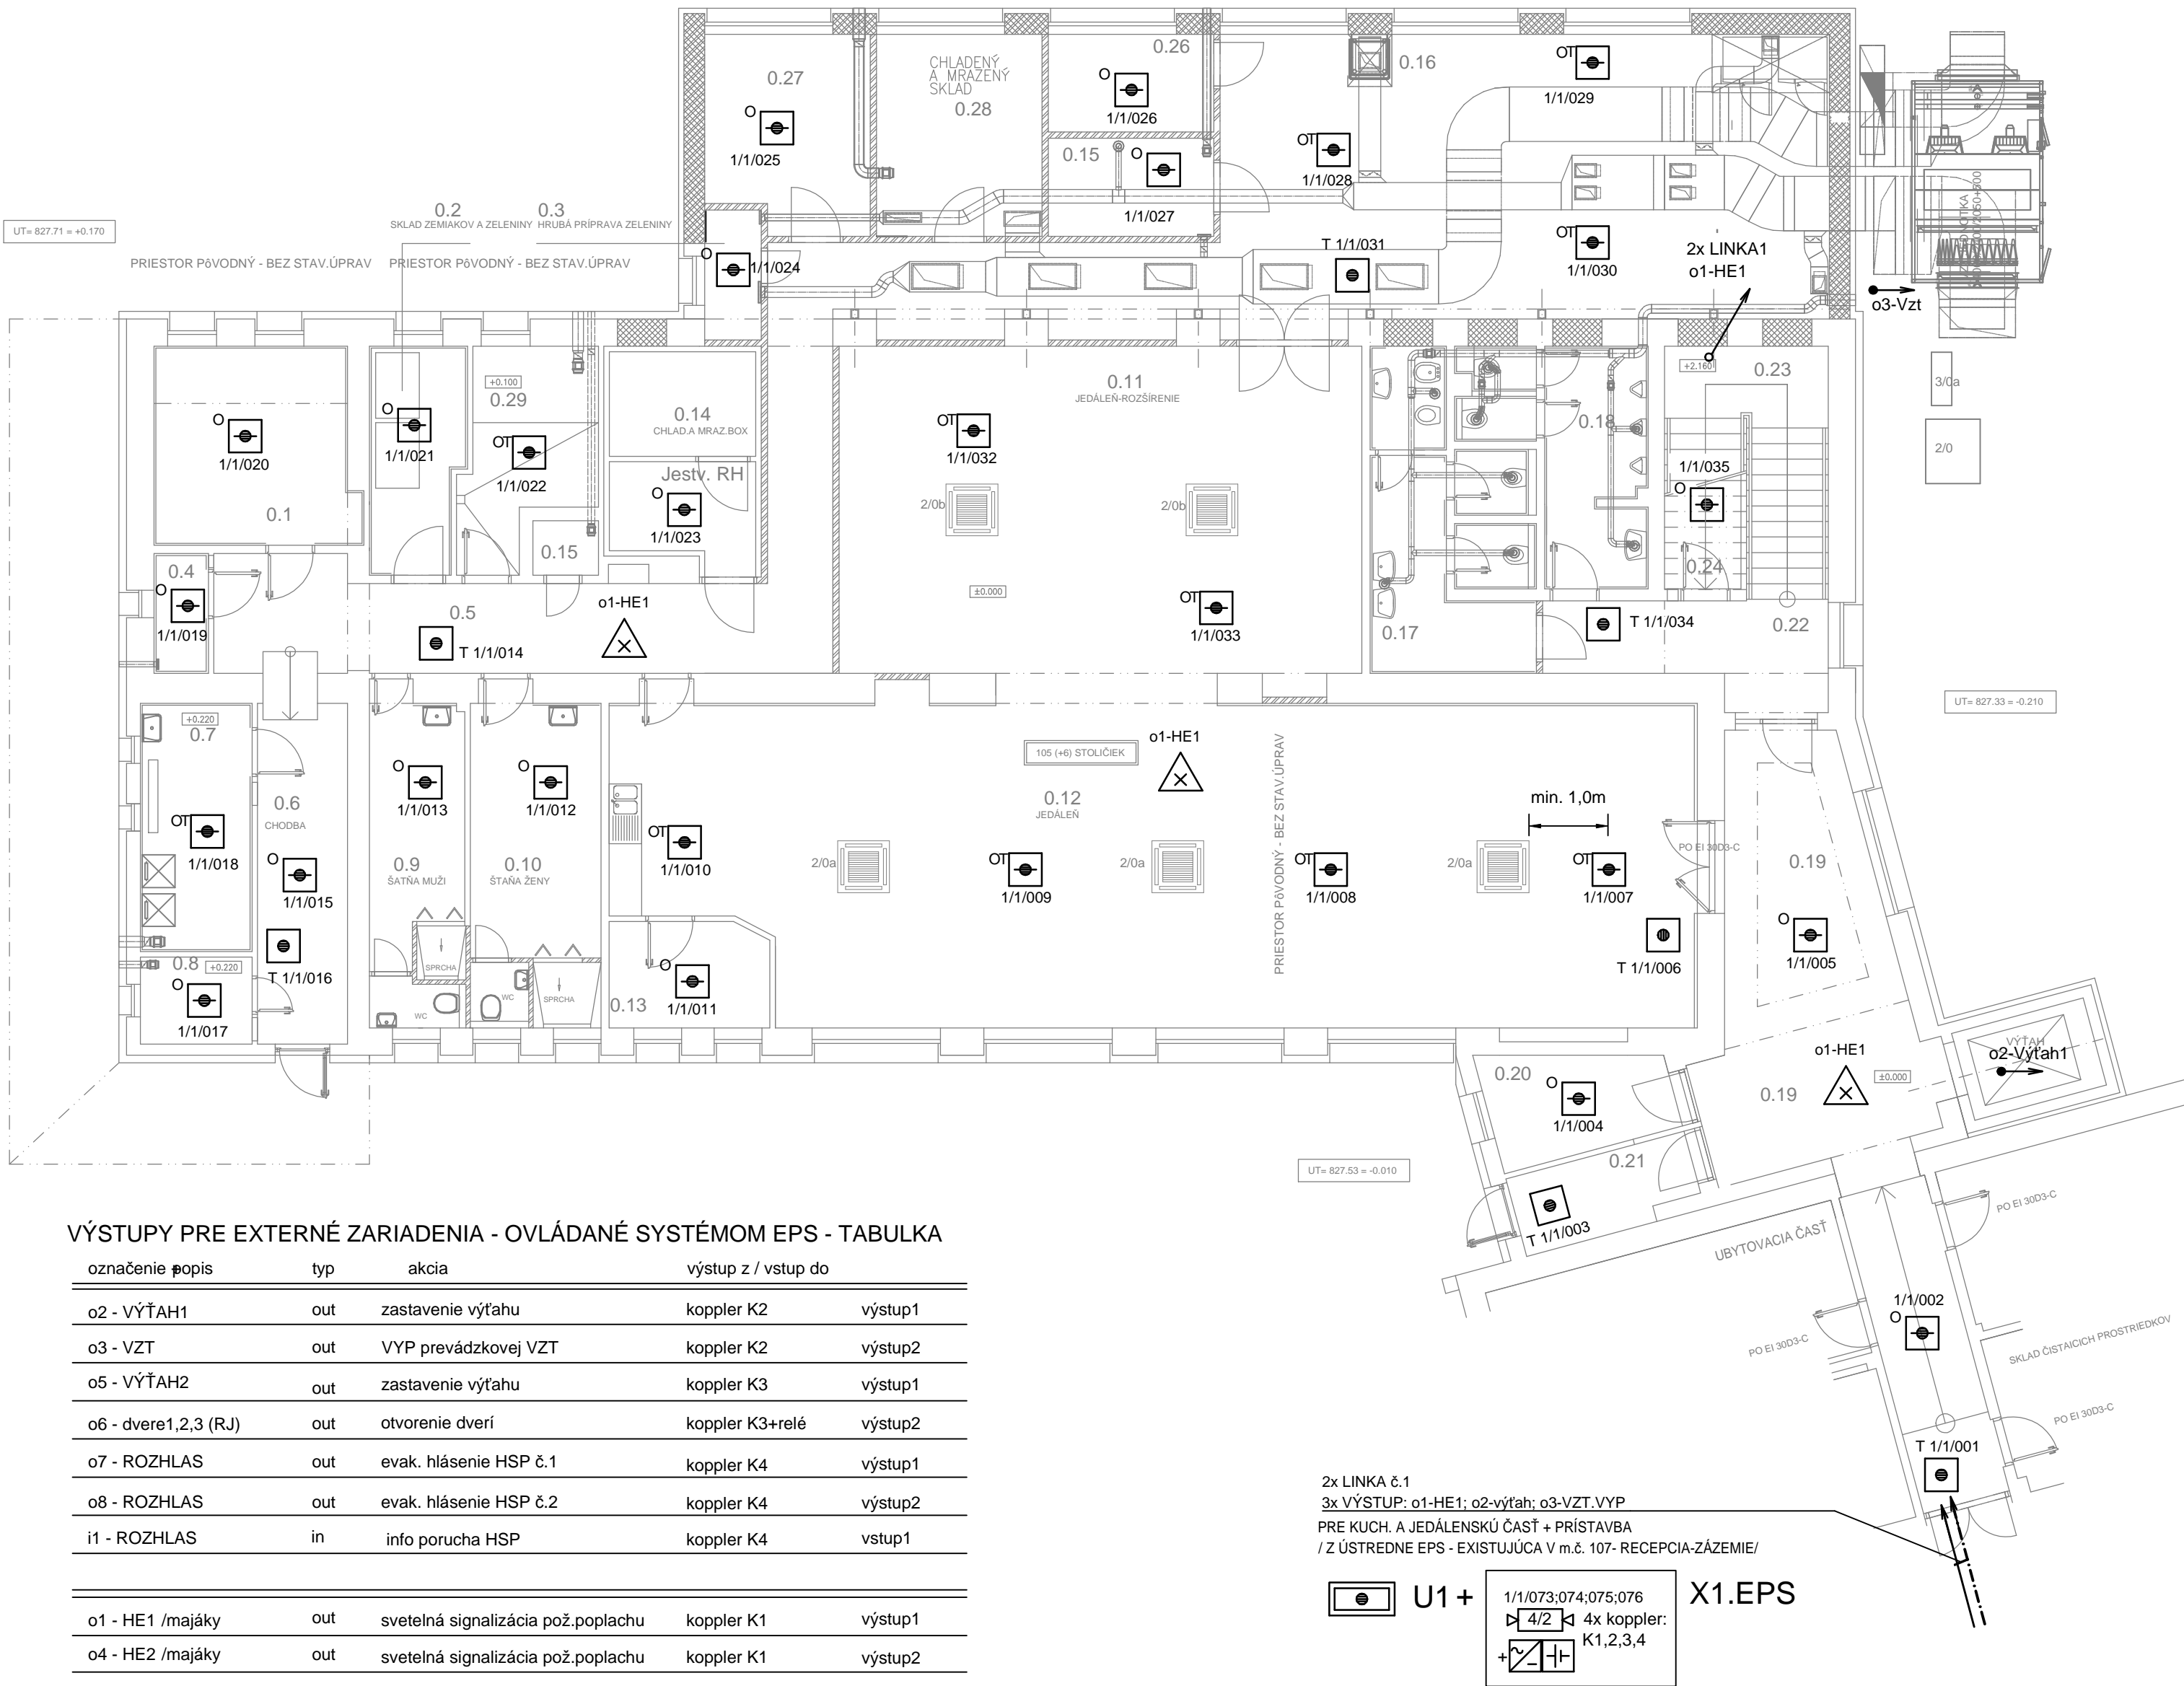 0.27
CHLADENÝ
A MRAZENÝ
SKLAD
0.28
0.26
O
1/1/026
0.16
OT
1/1/029
O
1/1/025
0.15
O
1/1/027
OT
1/1/028
UT= 827.71 = +0.170
0.2
SKLAD ZEMIAKOV A ZELENINY
0.3
HRUBÁ PRÍPRAVA ZELENINY
PRIESTOR PôVODNÝ - BEZ STAV.ÚPRAV
PRIESTOR PôVODNÝ - BEZ STAV.ÚPRAV
O
1/1/024
T 1/1/031
OT
1/1/030
2x LINKA1
o1-HE1
o3-Vzt
3/0a
2/0
+0.100
0.29
0.14
CHLAD.A MRAZ.BOX
0.11
JEDÁLEŇ-ROZŠÍRENIE
+2.160
0.23
0.18
O
1/1/020
O
1/1/021
OT
1/1/022
Jestv. RH
O
1/1/023
OT
1/1/032
1/1/035
O
2/0b
2/0b
0.1
0.15
0.4
O
1/1/019
0.5
T 1/1/014
o1-HE1
±0.000
OT
1/1/033
0.24
0.17
T 1/1/034
0.22
UT= 827.33 = -0.210
+0.220
0.7
0.6
CHODBA
OT
1/1/018
O
1/1/015
T 1/1/016
0.8
+0.220
O
1/1/017
O
1/1/013
0.9
ŠATŇA MUŽI
SPRCHA
WC
O
1/1/012
0.10
ŠTAŇA ŽENY
WC
SPRCHA
105 (+6) STOLIČIEK
o1-HE1
0.12
JEDÁLEŇ
PRIESTOR PôVODNÝ - BEZ STAV.ÚPRAV
min. 1,0m
OT
1/1/010
2/0a
OT
1/1/009
2/0a
OT
1/1/008
2/0a
OT
1/1/007
PO EI 30D3-C
0.19
T 1/1/006
O
1/1/005
0.13
O
1/1/011
VÝŤAH
o2-Výťah1
o1-HE1
±0.000
0.19
0.20
O
1/1/004
0.21
UT= 827.53 = -0.010
T 1/1/003
UBYTOVACIA ČASŤ
PO EI 30D3-C
1/1/002
O
PO EI 30D3-C
SKLAD ČISTAICICH PROSTRIEDKOV
PO EI 30D3-C
T 1/1/001
VÝSTUPY PRE EXTERNÉ ZARIADENIA - OVLÁDANÉ SYSTÉMOM EPS - TABULKA
označenie popis typ akcia výstup z / vstup do
o2 - VÝŤAH1 out zastavenie výťahu koppler K2 výstup1
o3 - VZT out VYP prevádzkovej VZT koppler K2 výstup2
o5 - VÝŤAH2 out zastavenie výťahu koppler K3 výstup1
o6 - dvere1,2,3 (RJ) out otvorenie dverí koppler K3+relé výstup2
o7 - ROZHLAS out evak. hlásenie HSP č.1 koppler K4 výstup1
o8 - ROZHLAS out evak. hlásenie HSP č.2 koppler K4 výstup2
i1 - ROZHLAS in info porucha HSP koppler K4 vstup1
o1 - HE1 /majáky out svetelná signalizácia pož.poplachu koppler K1 výstup1
o4 - HE2 /majáky out svetelná signalizácia pož.poplachu koppler K1 výstup2
2x LINKA č.1
3x VÝSTUP: o1-HE1; o2-výťah; o3-VZT.VYP
PRE KUCH. A JEDÁLENSKÚ ČASŤ + PRÍSTAVBA
/ Z ÚSTREDNE EPS - EXISTUJÚCA V m.č. 107- RECEPCIA-ZÁZEMIE/
U1 +
1/1/073;074;075;076
4/2
4x koppler:
K1,2,3,4
+
X1.EPS